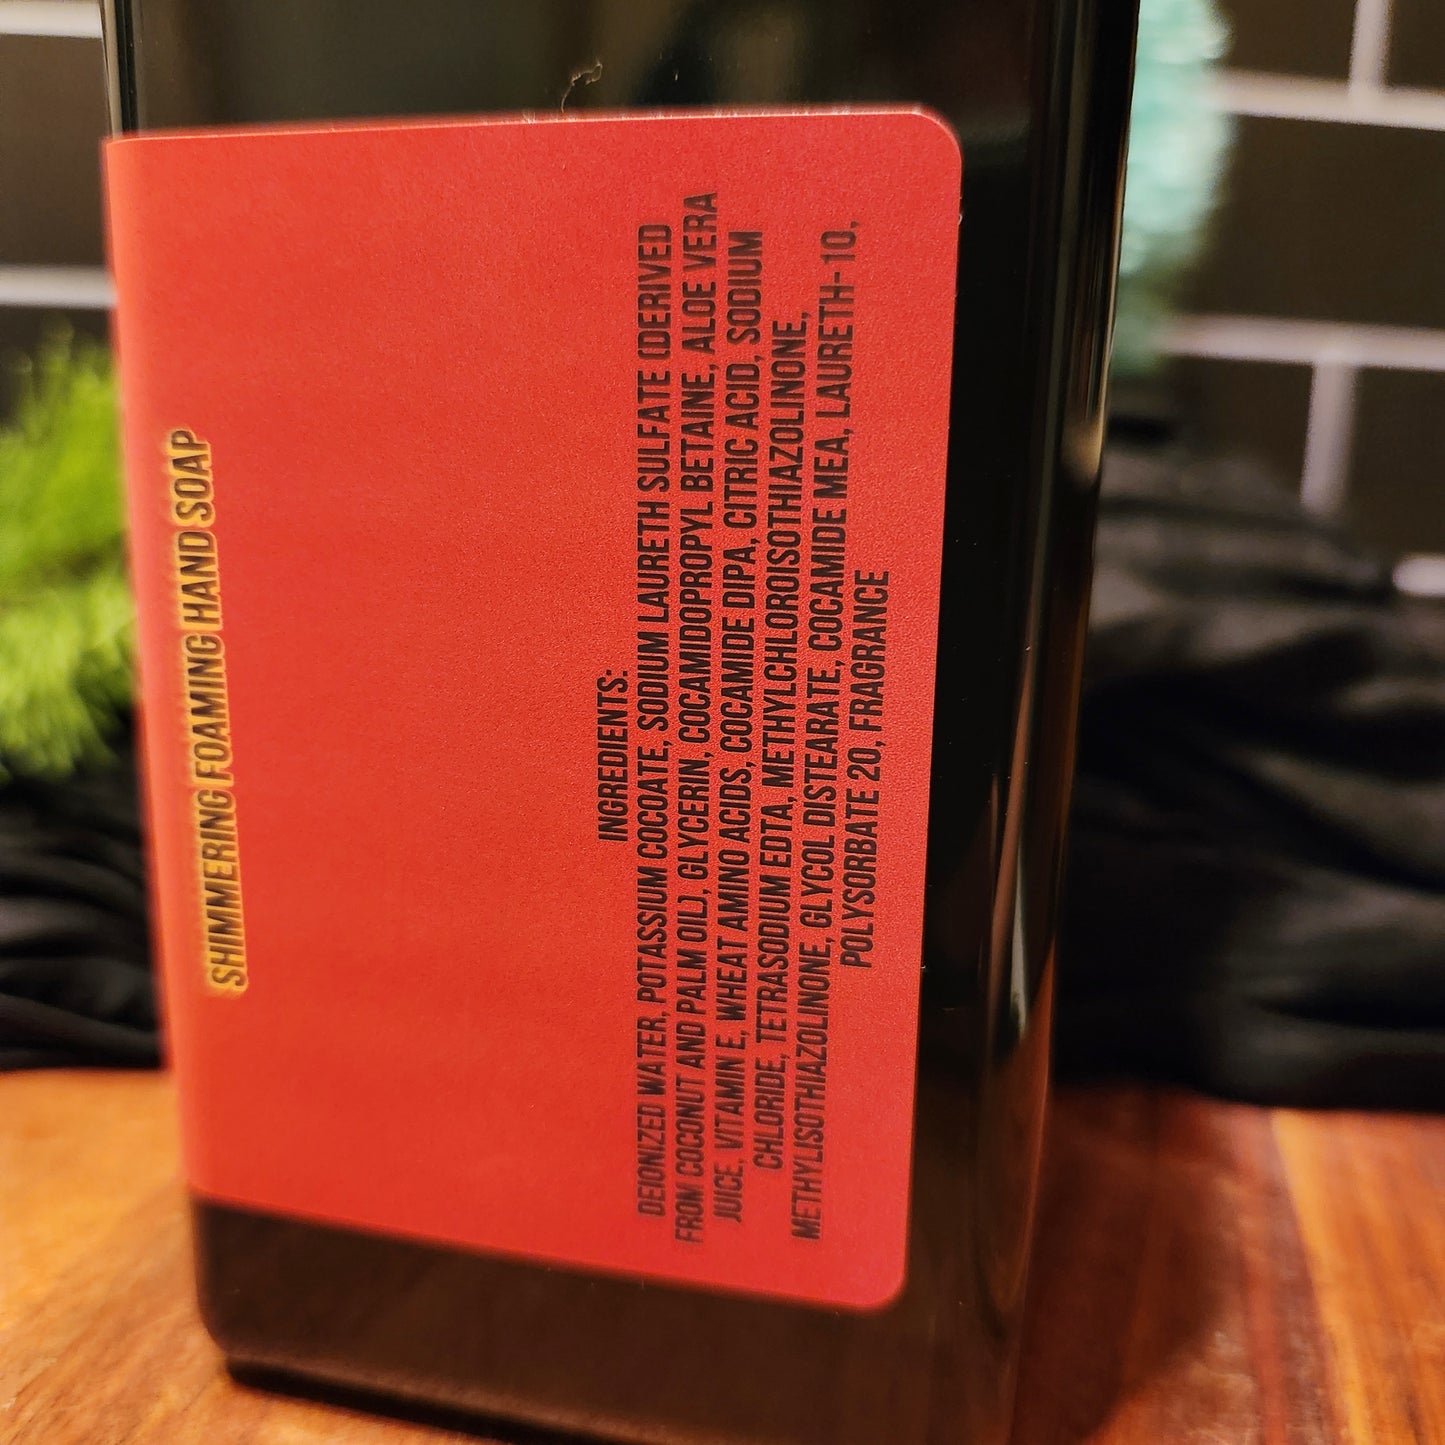 SHIMMERING FOAMING HAND SOAP
INGREDIENTS:
DEIONIZED WATER, POTASSIUM COCOATE, SODIUM LAURETH SULFATE (DERIVED
FROM COCONUT AND PALM OIL), GLYCERIN, COCAMIDOPROPYL BETAINE, ALOE VERA
JUICE, VITAMIN E, WHEAT AMINO ACIDS, COCAMIDE DIPA, CITRIC ACID, SODIUM
CHLORIDE, TETRASODIUM EDTA, METHYLCHLOROISOTHIAZOLINONE,
METHYLISOTHIAZOLINONE, GLYCOL DISTEARATE, COCAMIDE MEA, LAURETH-10,
POLYSORBATE 20, FRAGRANCE